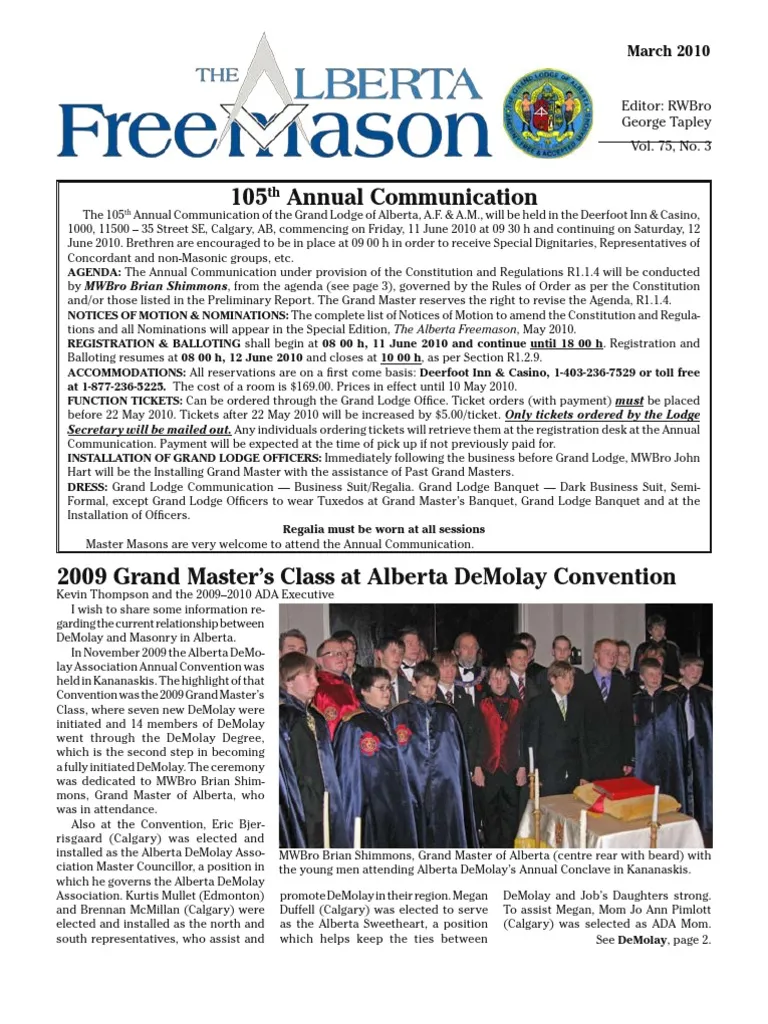 March 2010
THE ALBERTA
FreeMason
THE GRAND LODGE OF ALBERTA
ANCIENT FREE & ACCEPTED MASONS
Editor: RWBro
George Tapley
Vol. 75, No. 3
105th Annual Communication
The 105th Annual Communication of the Grand Lodge of Alberta, A.F. & A.M., will be held in the Deerfoot Inn & Casino,
1000, 11500 – 35 Street SE, Calgary, AB, commencing on Friday, 11 June 2010 at 09 30 h and continuing on Saturday, 12
June 2010. Brethren are encouraged to be in place at 09 00 h in order to receive Special Dignitaries, Representatives of
Concordant and non-Masonic groups, etc.
AGENDA: The Annual Communication under provision of the Constitution and Regulations R1.1.4 will be conducted
by MWBro Brian Shimmons, from the agenda (see page 3), governed by the Rules of Order as per the Constitution
and/or those listed in the Preliminary Report. The Grand Master reserves the right to revise the Agenda, R1.1.4.
NOTICES OF MOTION & NOMINATIONS: The complete list of Notices of Motion to amend the Constitution and Regula-
tions and all Nominations will appear in the Special Edition, The Alberta Freemason, May 2010.
REGISTRATION & BALLOTING shall begin at 08 00 h, 11 June 2010 and continue until 18 00 h. Registration and
Balloting resumes at 08 00 h, 12 June 2010 and closes at 10 00 h, as per Section R1.2.9.
ACCOMMODATIONS: All reservations are on a first come basis: Deerfoot Inn & Casino, 1-403-236-7529 or toll free
at 1-877-236-5225. The cost of a room is $169.00. Prices in effect until 10 May 2010.
FUNCTION TICKETS: Can be ordered through the Grand Lodge Office. Ticket orders (with payment) must be placed
before 22 May 2010. Tickets after 22 May 2010 will be increased by $5.00/ticket. Only tickets ordered by the Lodge
Secretary will be mailed out. Any individuals ordering tickets will retrieve them at the registration desk at the Annual
Communication. Payment will be expected at the time of pick up if not previously paid for.
INSTALLATION OF GRAND LODGE OFFICERS: Immediately following the business before Grand Lodge, MWBro John
Hart will be the Installing Grand Master with the assistance of Past Grand Masters.
DRESS: Grand Lodge Communication — Business Suit/Regalia. Grand Lodge Banquet — Dark Business Suit, Semi-
Formal, except Grand Lodge Officers to wear Tuxedos at Grand Master's Banquet, Grand Lodge Banquet and at the
Installation of Officers.
Regalia must be worn at all sessions
Master Masons are very welcome to attend the Annual Communication.
2009 Grand Master's Class at Alberta DeMolay Convention
Kevin Thompson and the 2009–2010 ADA Executive
I wish to share some information re-
garding the current relationship between
DeMolay and Masonry in Alberta.
In November 2009 the Alberta DeMo-
lay Association Annual Convention was
held in Kananaskis. The highlight of that
Convention was the 2009 Grand Master's
Class, where seven new DeMolay were
initiated and 14 members of DeMolay
went through the DeMolay Degree,
which is the second step in becoming
a fully initiated DeMolay. The ceremony
was dedicated to MWBro Brian Shim-
mons, Grand Master of Alberta, who
was in attendance.
Also at the Convention, Eric Bjer-
risgaard (Calgary) was elected and
installed as the Alberta DeMolay Asso-
ciation Master Councillor, a position in
which he governs the Alberta DeMolay
Association. Kurtis Mullet (Edmonton)
and Brennan McMillan (Calgary) were
elected and installed as the north and
south representatives, who assist and
MWBro Brian Shimmons, Grand Master of Alberta (centre rear with beard) with
the young men attending Alberta DeMolay's Annual Conclave in Kananaskis.
promote DeMolay in their region. Megan
Duffell (Calgary) was elected to serve
as the Alberta Sweetheart, a position
which helps keep the ties between
DeMolay and Job's Daughters strong.
To assist Megan, Mom Jo Ann Pimlott
(Calgary) was selected as ADA Mom.
See DeMolay, page 2.